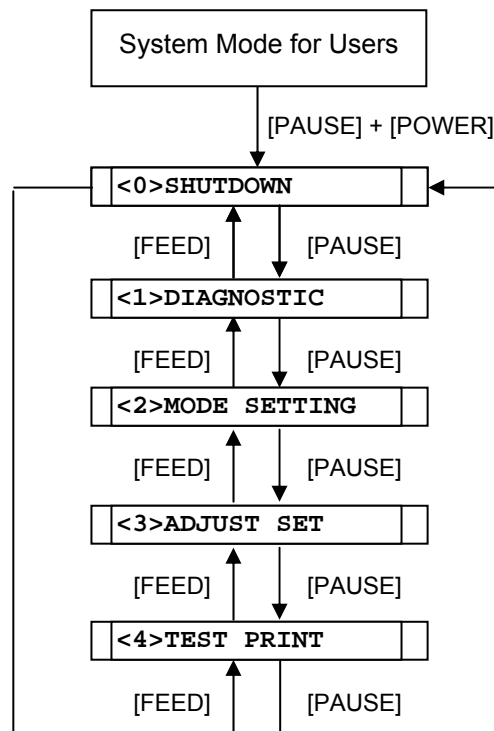 System Mode for Users
[PAUSE] + [POWER]
<0>SHUTDOWN
[FEED] [PAUSE]
<1>DIAGNOSTIC
[FEED] [PAUSE]
<2>MODE SETTING
[FEED] [PAUSE]
<3>ADJUST SET
[FEED] [PAUSE]
<4>TEST PRINT
[FEED] [PAUSE]